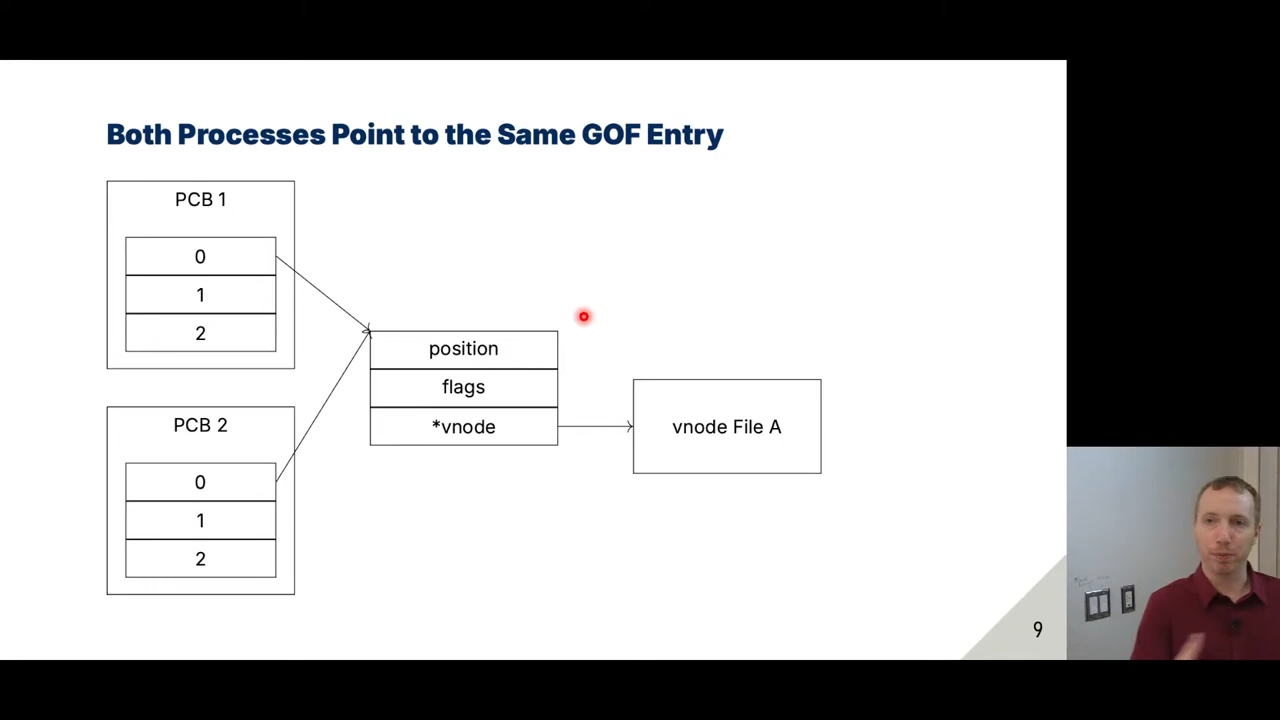 Both Processes Point to the Same GOF Entry
PCB 1
0
1
2
PCB 2
0
1
2
position
flags
*vnode
vnode File A
9